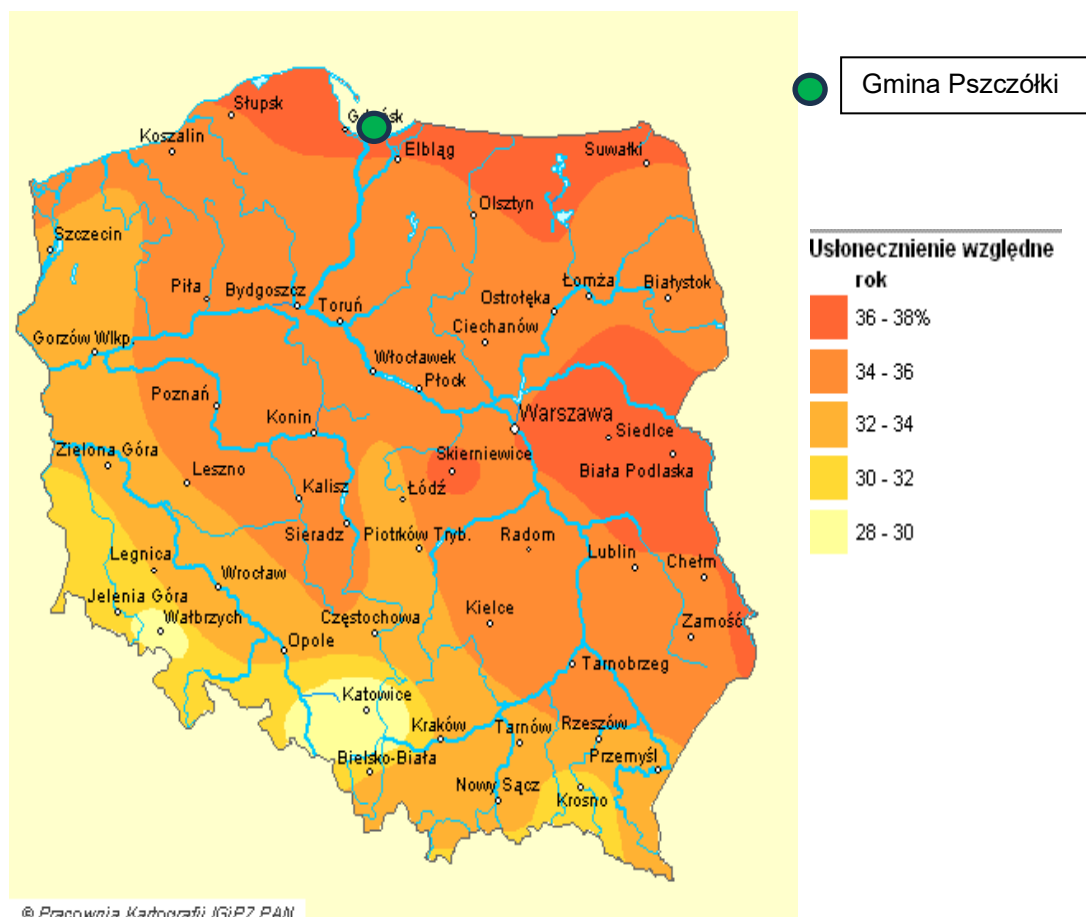 Gmina Pszczółki
Słupsk
Koszalin
Elbląg
Suwałki
Olsztyn
Szczecin
Piła
Bydgoszcz
Toruń
Ostrołęka
Łomża
Białystok
Ciechanów
Gorzów Wlkp.
Włocławek
Płock
Poznań
Konin
Warszawa
Siedlce
Skierniewice
Biała Podlaska
Zielona Góra
Leszno
Kalisz
Łódź
Sieradz
Piotrków Tryb.
Radom
Lublin
Chełm
Legnica
Wrocław
Jelenia Góra
Wałbrzych
Częstochowa
Kielce
Zamość
Opole
Tarnobrzeg
Katowice
Kraków
Tarnów
Rzeszów
Bielsko-Biała
Przemyśl
Nowy Sącz
Krosno
Usłonecznienie względne
rok
36 - 38%
34 - 36
32 - 34
30 - 32
28 - 30
© Pracownia Kartografii IGiPZ PAN